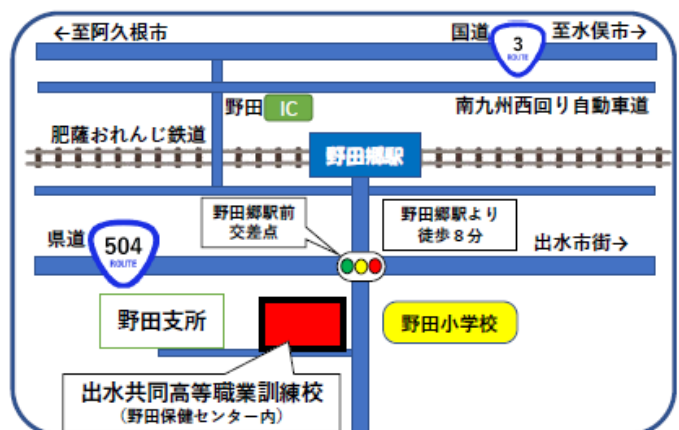 ←至阿久根市
国道
3
ROUTE
至水俣市→
野田
IC
南九州西回り自動車道
肥薩おれんじ鉄道
野田郷駅
野田郷駅前
交差点
野田郷駅より
徒歩８分
県道
504
ROUTE
出水市街→
野田支所
野田小学校
出水共同高等職業訓練校
（野田保健センター内）